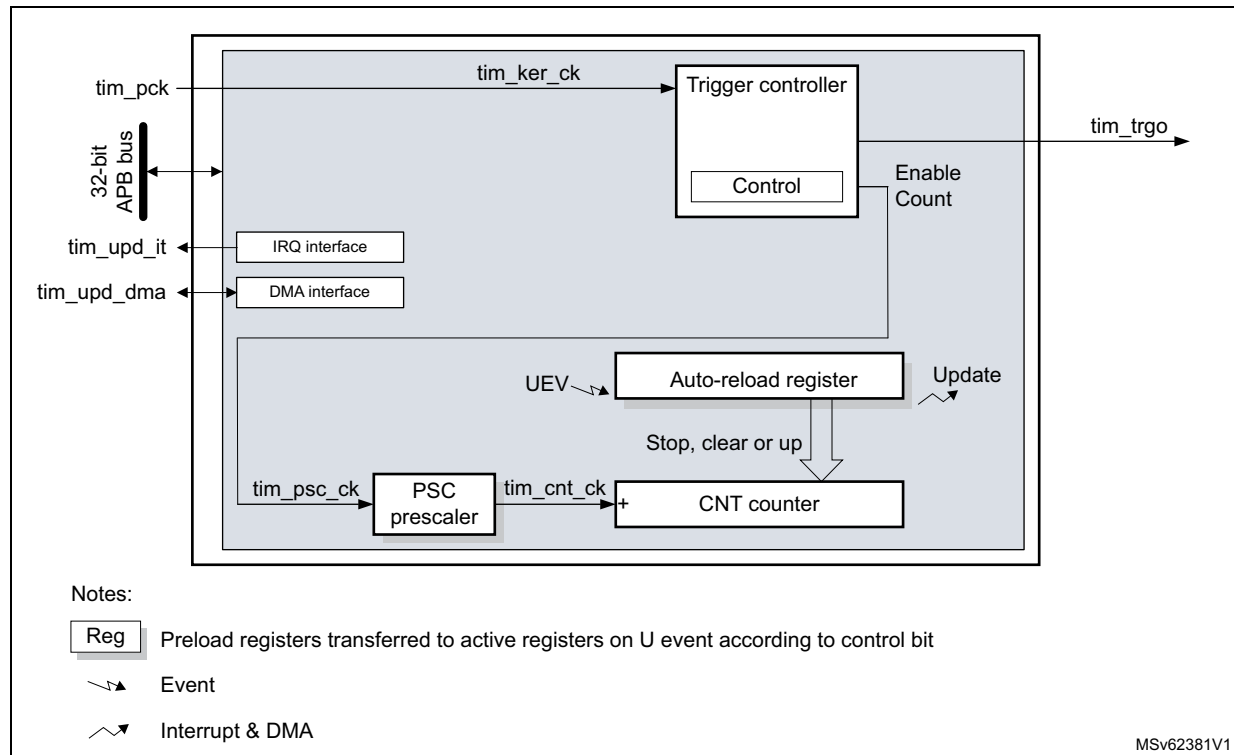 tim_pck
tim_ker_ck
Trigger controller
Control
tim_trgo
Enable
Count
32-bit
APB bus
tim_upd_it
IRQ interface
tim_upd_dma
DMA interface
UEV
Auto-reload register
Update
Stop, clear or up
tim_psc_ck
PSC
prescaler
tim_cnt_ck
+
CNT counter
Notes:
Reg
Preload registers transferred to active registers on U event according to control bit
Event
Interrupt & DMA
MSv62381V1